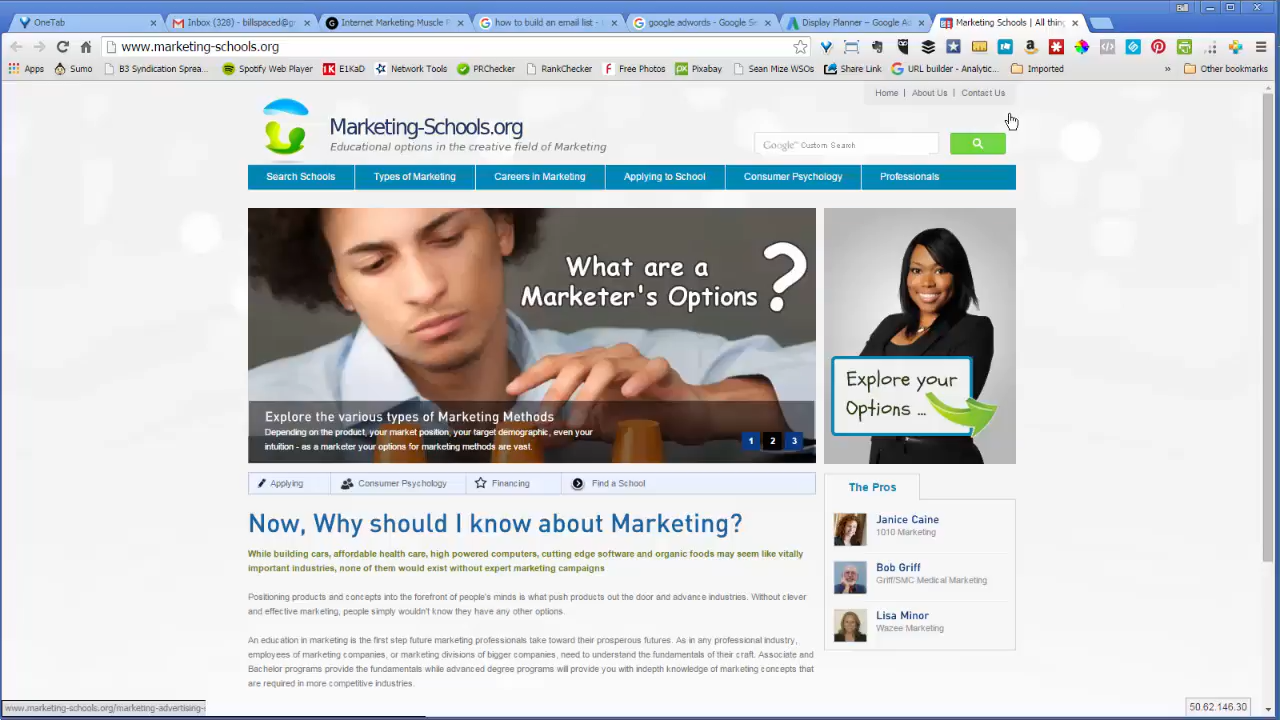 OneTab
Inbox (328) - billspaced@gm
Internet Marketing Muscle
how to build an email list -
google adwords - Google Se
Display Planner – Google Ad
Marketing Schools | All thing
www.marketing-schools.org
Apps
Sumo
B3 Syndication Sprea...
Spotify Web Player
E1KaD
Network Tools
PRChecker
RankChecker
Free Photos
Pixabay
Sean Mize WSOs
Share Link
URL builder - Analytic...
Imported
»
Other bookmarks
Home | About Us | Contact Us
Marketing-Schools.org
Educational options in the creative field of Marketing
Google™ Custom Search
Search Schools
Types of Marketing
Careers in Marketing
Applying to School
Consumer Psychology
Professionals
What are a
Marketer's Options ?
Explore the various types of Marketing Methods
Depending on the product, your market position, your target demographic, even your
intuition - as a marketer your options for marketing methods are vast.
1 2 3
Explore your
Options ...
Applying
Consumer Psychology
Financing
Find a School
The Pros
Janice Caine
1010 Marketing
Bob Griff
Griff/SMC Medical Marketing
Lisa Minor
Wazee Marketing
Now, Why should I know about Marketing?
While building cars, affordable health care, high powered computers, cutting edge software and organic foods may seem like vitally
important industries, none of them would exist without expert marketing campaigns
Positioning products and concepts into the forefront of people's minds is what push products out the door and advance industries. Without clever
and effective marketing, people simply wouldn't know they have any other options.
An education in marketing is the first step future marketing professionals take toward their prosperous futures. As in any professional industry,
employees of marketing companies, or marketing divisions of bigger companies, need to understand the fundamentals of their craft. Associate and
Bachelor programs provide the fundamentals while advanced degree programs will provide you with indepth knowledge of marketing concepts that
are required in more competitive industries.
www.marketing-schools.org/marketing-advertising-
50.62.146.30